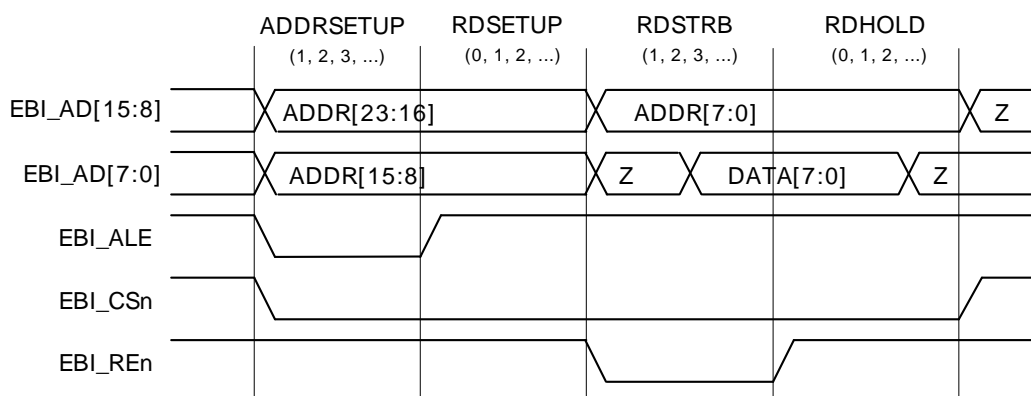 ADDRSETUP RDSETUP RDSTRB RDHOLD
(1, 2, 3, ...) (0, 1, 2, ...) (1, 2, 3, ...) (0, 1, 2, ...)
EBI_AD[15:8] ADDR[23:16] ADDR[7:0] Z
EBI_AD[7:0] ADDR[15:8] Z DATA[7:0] Z
EBI_ALE
EBI_CSn
EBI_REn